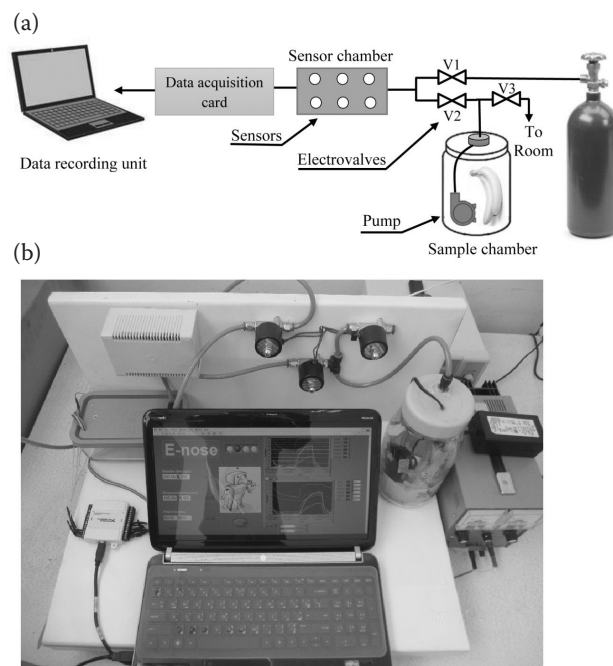 (a)
Sensor chamber
Data acquisition
card
V1
V2
V3
To
Room
Sensors
Electrovalves
Data recording unit
Pump
Sample chamber
(b)
E-nose